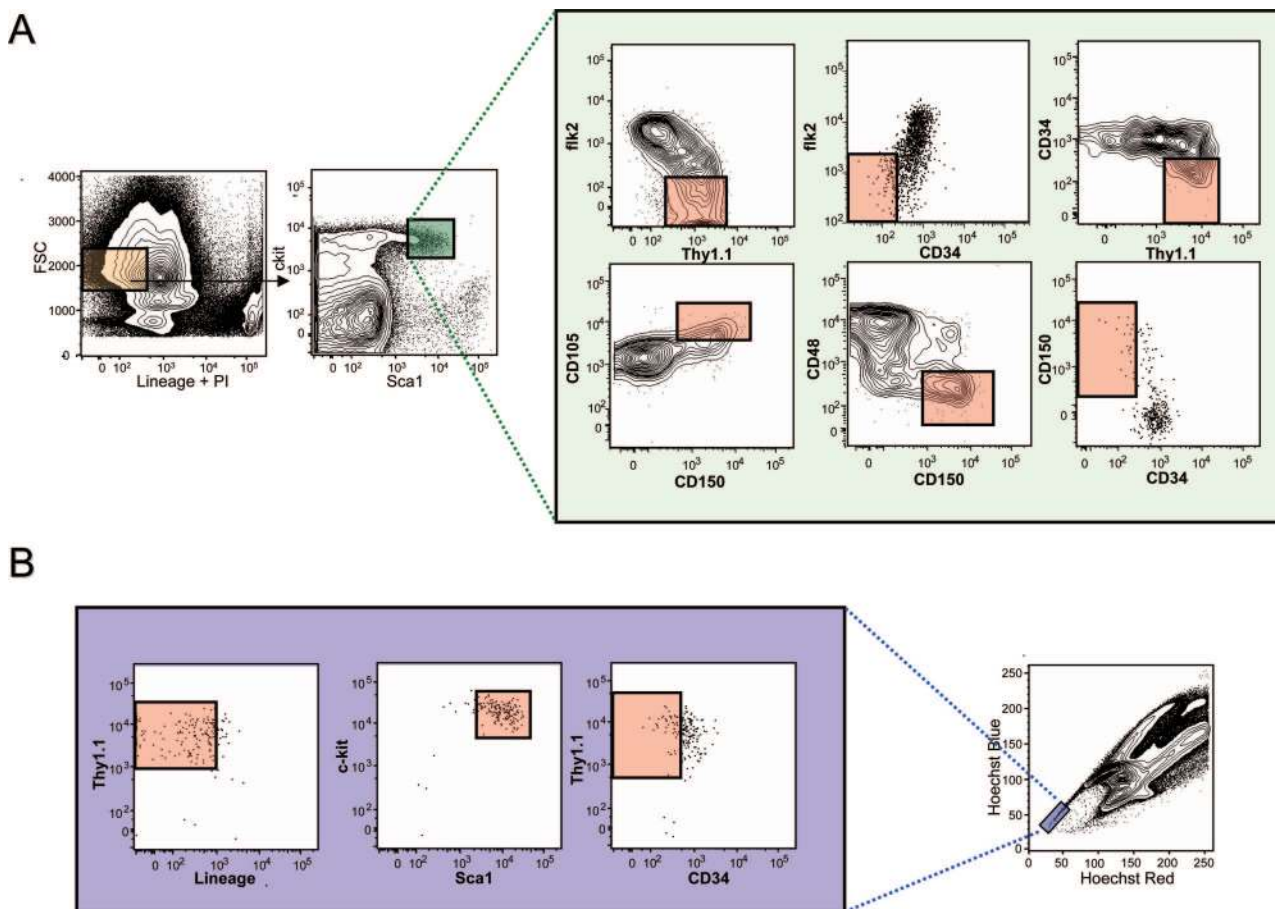 A
10⁵
10⁴
10³
10²
0
flk2
0 10² 10³ 10⁴ 10⁵
Thy1.1
10⁵
10⁴
10³
10²
flk2
10² 10³ 10⁴ 10⁵
CD34
10⁵
10⁴
10³
10²
0
CD34
0 10³ 10⁴ 10⁵
Thy1.1
4000
3000
2000
1000
0
FSC
10² 10³ 10⁴ 10⁵
Lineage + PI
10⁵
10⁴
10³
10²
0
ckit
0 10³ 10⁴ 10⁵
Sca1
10⁵
10⁴
10³
10²
0
CD105
0 10³ 10⁴ 10⁵
CD150
10⁵
10⁴
10³
10²
0
CD48
0 10³ 10⁴ 10⁵
CD150
10⁵
10⁴
10³
10²
0
CD150
0 10² 10³ 10⁴ 10⁵
CD34
B
10⁵
10⁴
10³
10²
0
Thy1.1
0 10² 10³ 10⁴ 10⁵
Lineage
10⁵
10⁴
10³
10²
0
c-kit
0 10² 10³ 10⁴ 10⁵
Sca1
10⁵
10⁴
10³
10²
0
Thy1.1
0 10² 10³ 10⁴ 10⁵
CD34
250
200
150
100
50
0
Hoechst Blue
0 50 100 150 200 250
Hoechst Red